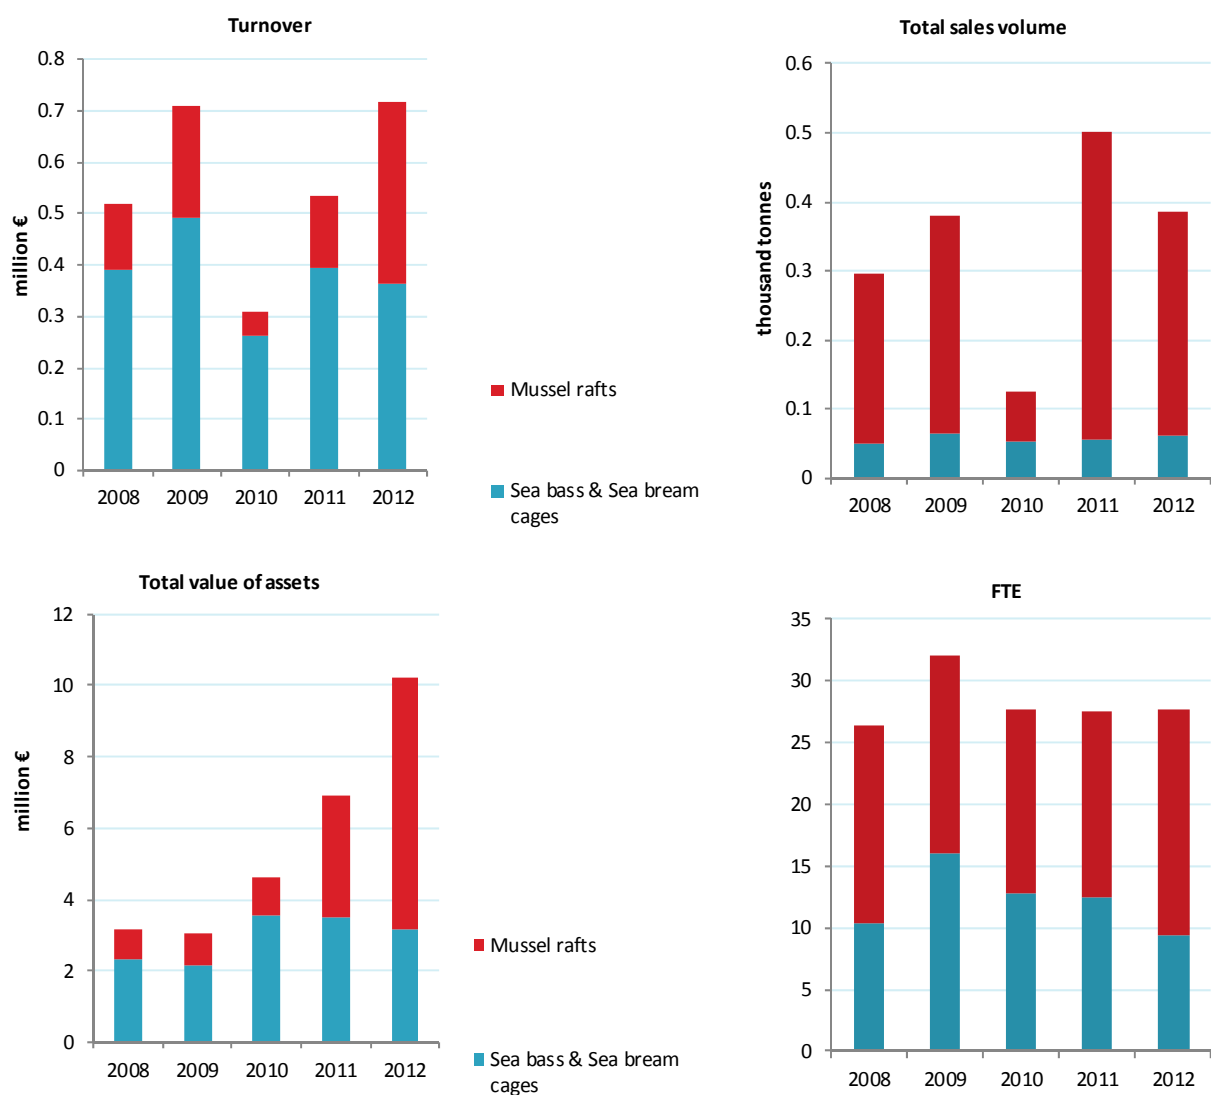 Turnover
0.8
0.7
0.6
0.5
0.4
0.3
0.2
0.1
0
million €
2008 2009 2010 2011 2012
Mussel rafts
Sea bass & Sea bream
cages
Total sales volume
0.6
0.5
0.4
0.3
0.2
0.1
0
thousand tonnes
2008 2009 2010 2011 2012
Total value of assets
12
10
8
6
4
2
0
million €
2008 2009 2010 2011 2012
Mussel rafts
Sea bass & Sea bream
cages
FTE
35
30
25
20
15
10
5
0
2008 2009 2010 2011 2012